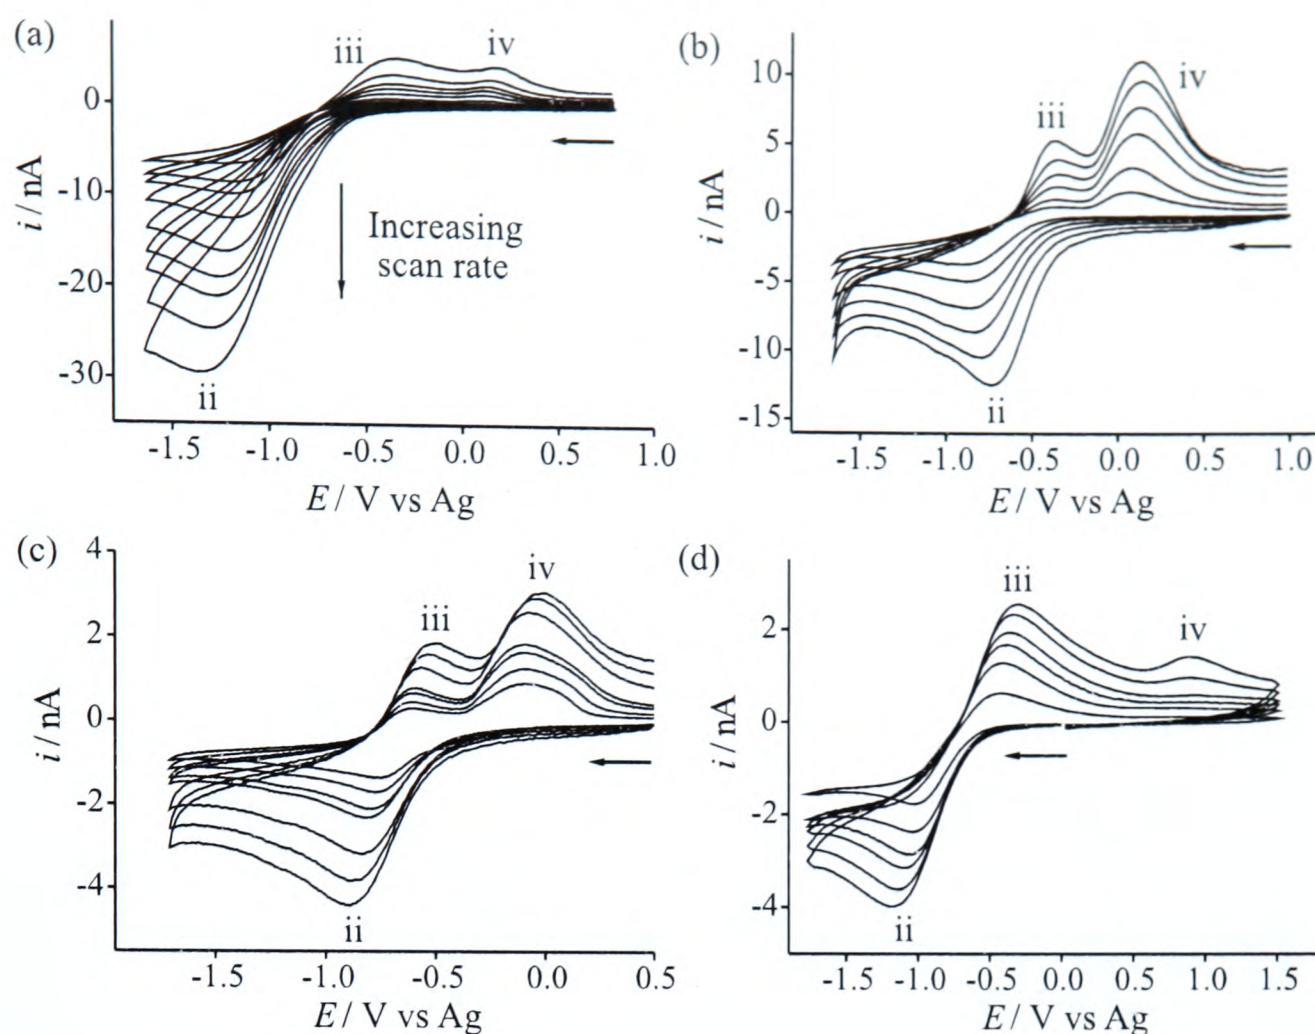 (a)
iii
iv
0
-10
-20
-30
i / nA
Increasing
scan rate
ii
-1.5 -1.0 -0.5 0.0 0.5 1.0
E / V vs Ag
(b)
iv
iii
10
5
0
-5
-10
-15
i / nA
ii
-1.5 -1.0 -0.5 0.0 0.5 1.0
E / V vs Ag
(c)
iv
iii
4
2
0
-2
-4
i / nA
ii
-1.5 -1.0 -0.5 0.0 0.5
E / V vs Ag
(d)
iii
iv
2
0
-2
-4
i / nA
ii
-1.5 -1.0 -0.5 0.0 0.5 1.0 1.5
E / V vs Ag